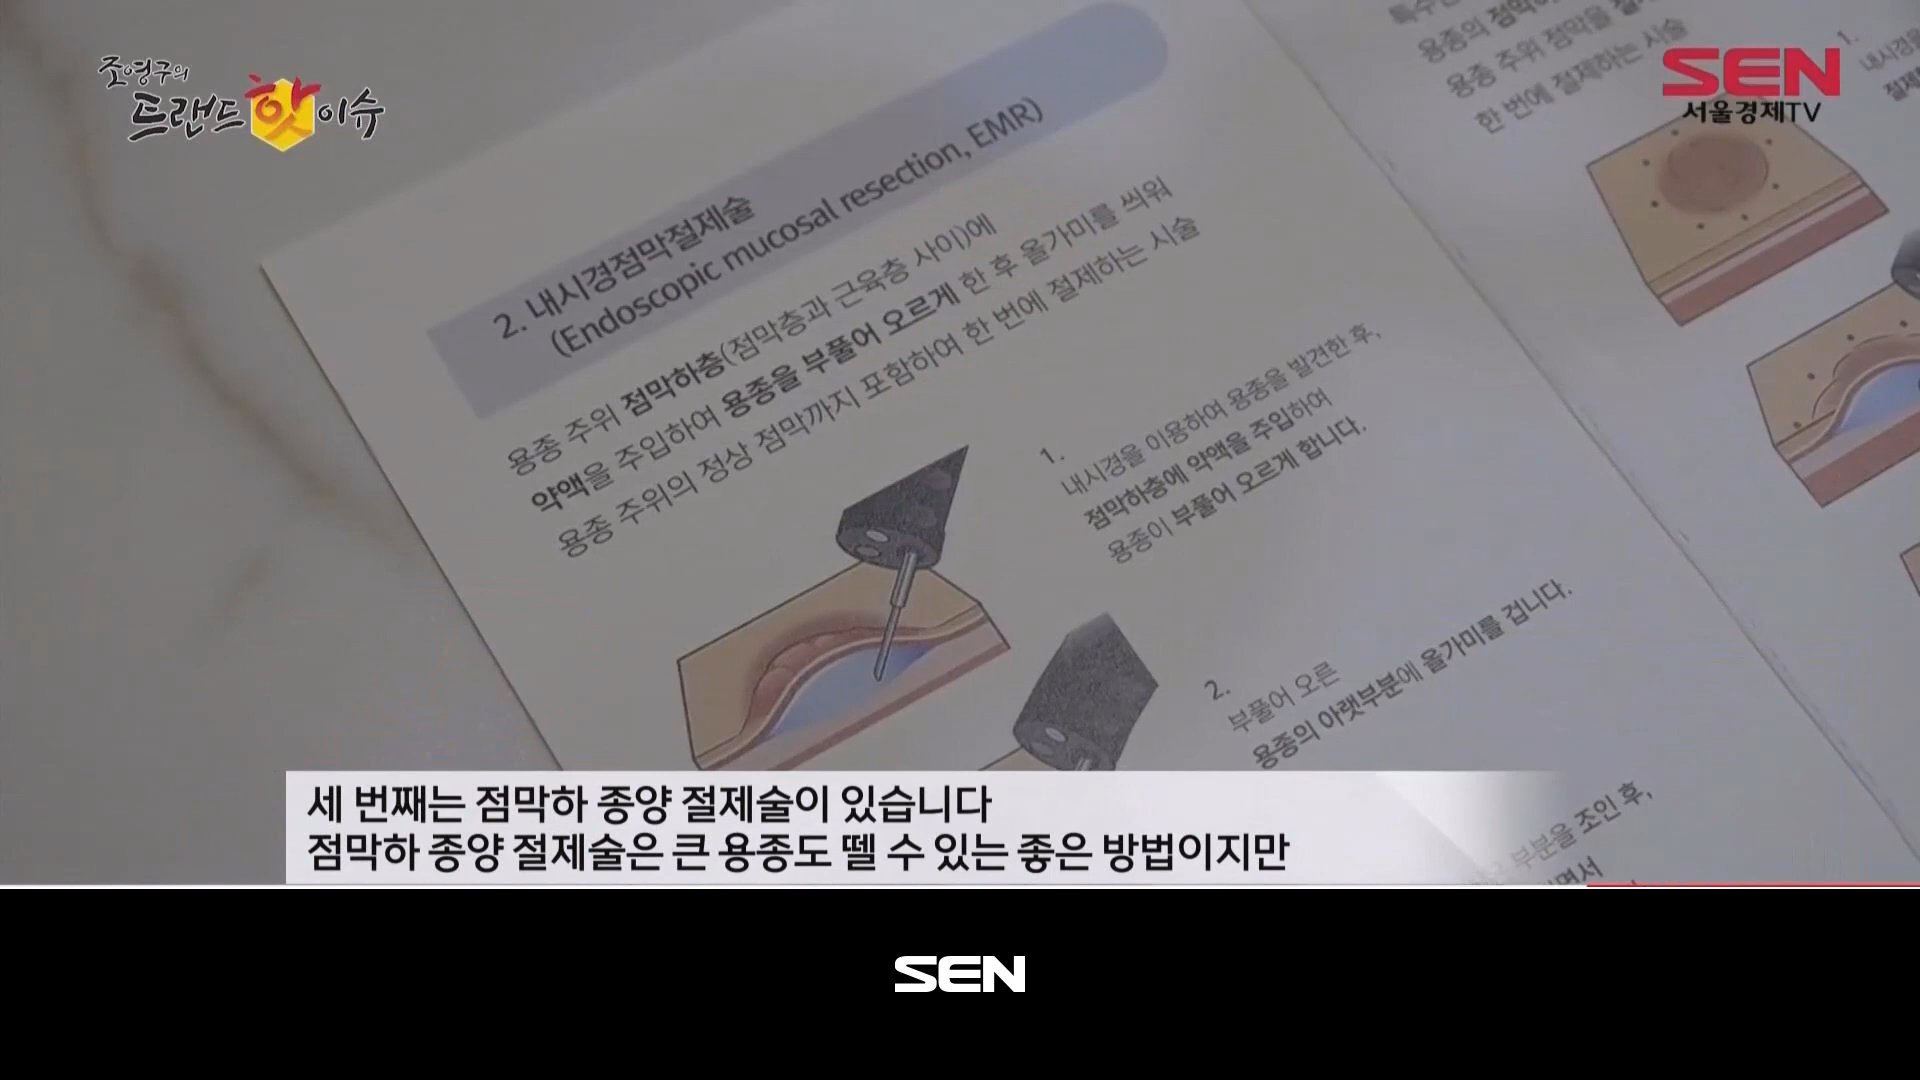 조영구의
트랜드 핫이슈
SEN
서울경제TV
2. 내시경점막절제술
(Endoscopic mucosal resection, EMR)
용종 주위 점막하층(점막층과 근육층 사이)에
약액을 주입하여 용종을 부풀어 오르게 한 후 올가미를 씌워
용종 주위의 정상 점막까지 포함하여 한 번에 절제하는 시술
1.
내시경을 이용하여 용종을 발견한 후,
점막하층에 약액을 주입하여
용종이 부풀어 오르게 합니다.
2.
부풀어 오른
용종의 아랫부분에 올가미를 겁니다.
부분을 조인 후,
용종의
용종 주위 점막을
한 번에 절제하는 시술
1.
내시경을
세 번째는 점막하 종양 절제술이 있습니다
점막하 종양 절제술은 큰 용종도 뗄 수 있는 좋은 방법이지만
SEN